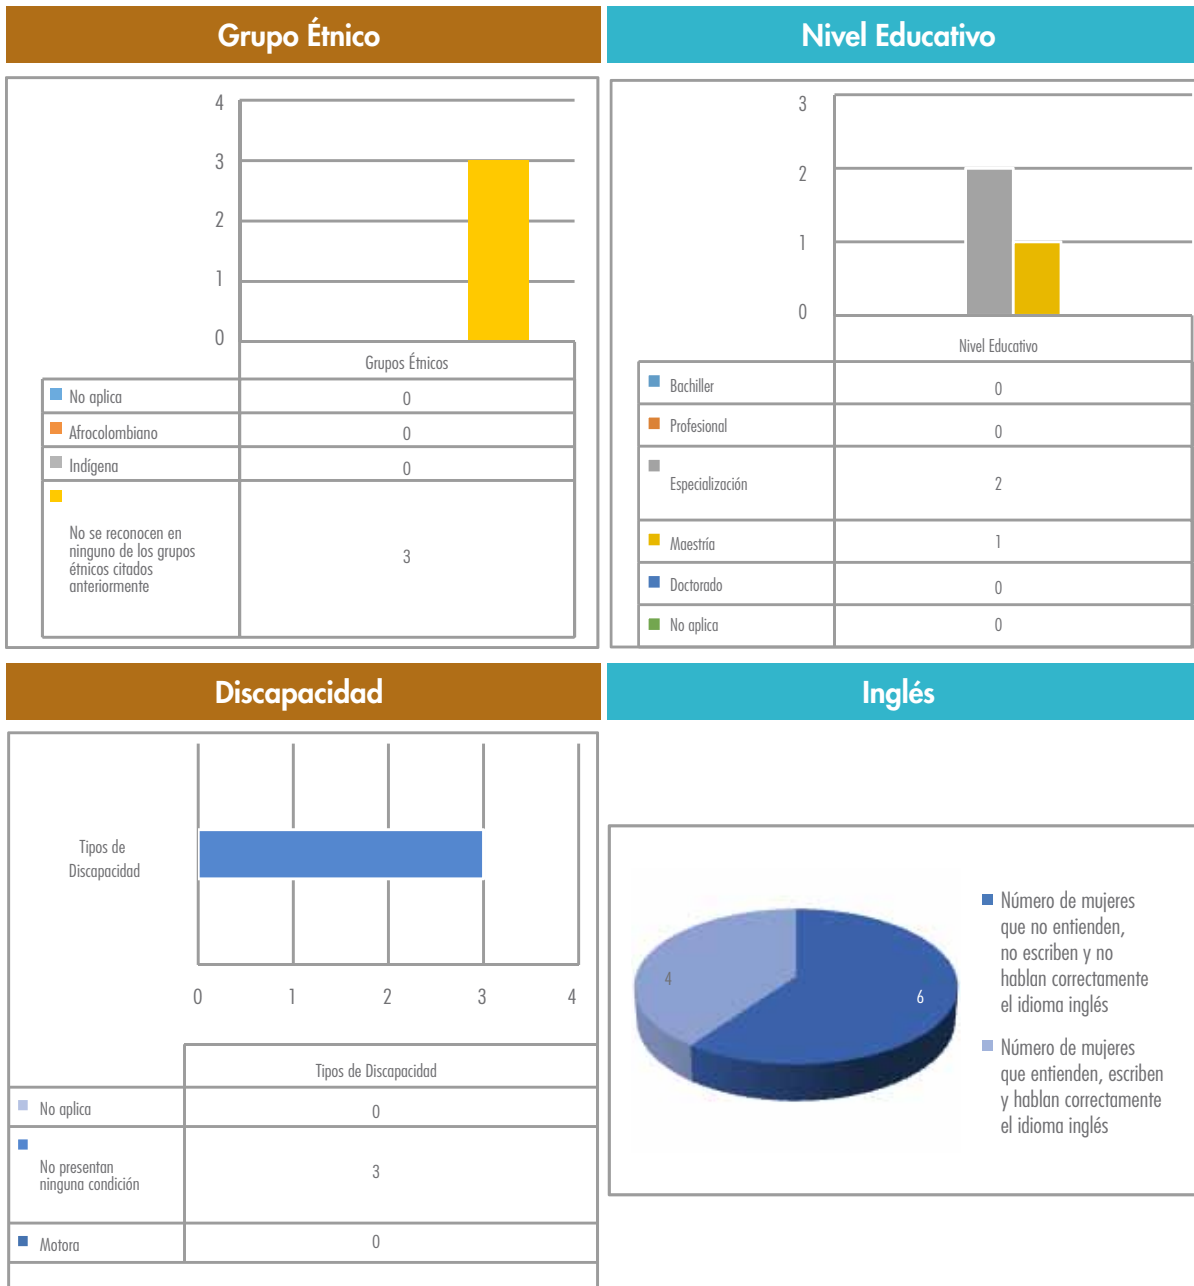 Grupo Étnico
4
3
2
1
0
Grupos Étnicos
No aplica 0
Afrocolombiano 0
Indígena 0
No se reconocen en
ninguno de los grupos
étnicos citados
anteriormente
3
Nivel Educativo
3
2
1
0
Nivel Educativo
Bachiller 0
Profesional 0
Especialización 2
Maestría 1
Doctorado 0
No aplica 0
Discapacidad
Tipos de
Discapacidad
0 1 2 3 4
Tipos de Discapacidad
No aplica 0
No presentan
ninguna condición
3
Motora 0
Inglés
4
6
Número de mujeres
que no entienden,
no escriben y no
hablan correctamente
el idioma inglés
Número de mujeres
que entienden, escriben
y hablan correctamente
el idioma inglés